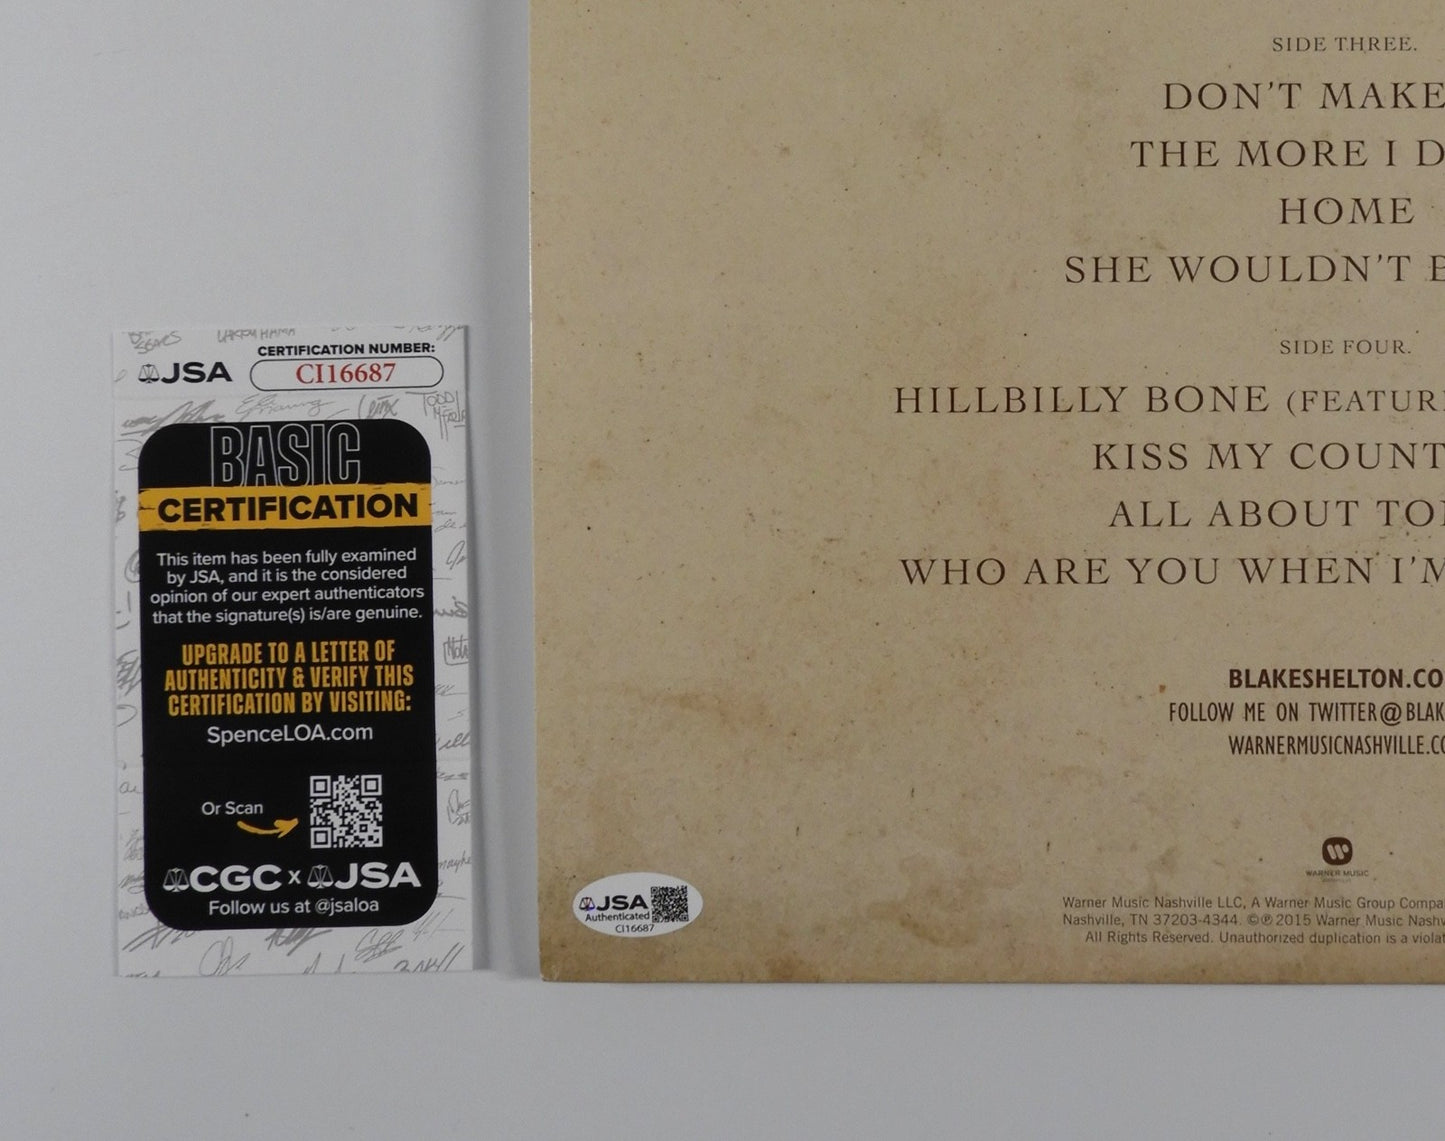 CERTIFICATION NUMBER:
JSA
CI16687
BASIC
CERTIFICATION
This item has been fully examined
by JSA, and it is the considered
opinion of our expert authenticators
that the signature(s) is/are genuine.
UPGRADE TO A LETTER OF
AUTHENTICITY & VERIFY THIS
CERTIFICATION BY VISITING:
SpenceLOA.com
Or Scan
CGC x JSA
Follow us at @jsaloa
SIDE THREE.
DON'T MAKE
THE MORE I D
HOME
SHE WOULDN'T B
SIDE FOUR.
HILLBILLY BONE (FEATUR
KISS MY COUNT
ALL ABOUT TO
WHO ARE YOU WHEN I'M
BLAKESHELTON.CO
FOLLOW ME ON TWITTER@BLAK
WARNERMUSICNASHVILLE.CO
WARNER MUSIC
Warner Music Nashville LLC, A Warner Music Group Compa
Nashville, TN 37203-4344. ©℗ 2015 Warner Music Nashv
All Rights Reserved. Unauthorized duplication is a violat
JSA
Authenticated
CI16687